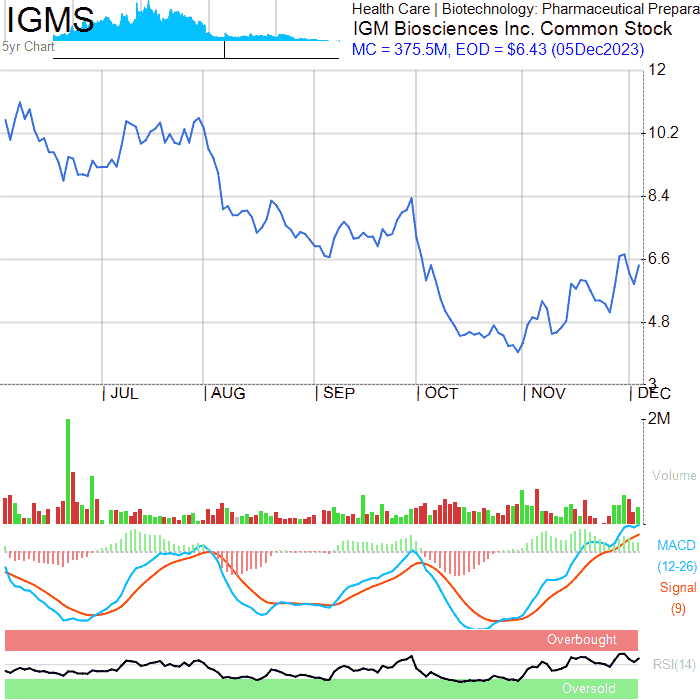 IGMS
5yr Chart
Health Care | Biotechnology: Pharmaceutical Prepara
IGM Biosciences Inc. Common Stock
MC = 375.5M, EOD = $6.43 (05Dec2023)
12
10.2
8.4
6.6
4.8
3
| JUL | AUG | SEP | OCT | NOV | DEC
2M
Volume
MACD
(12-26)
Signal
(9)
Overbought
RSI(14)
Oversold